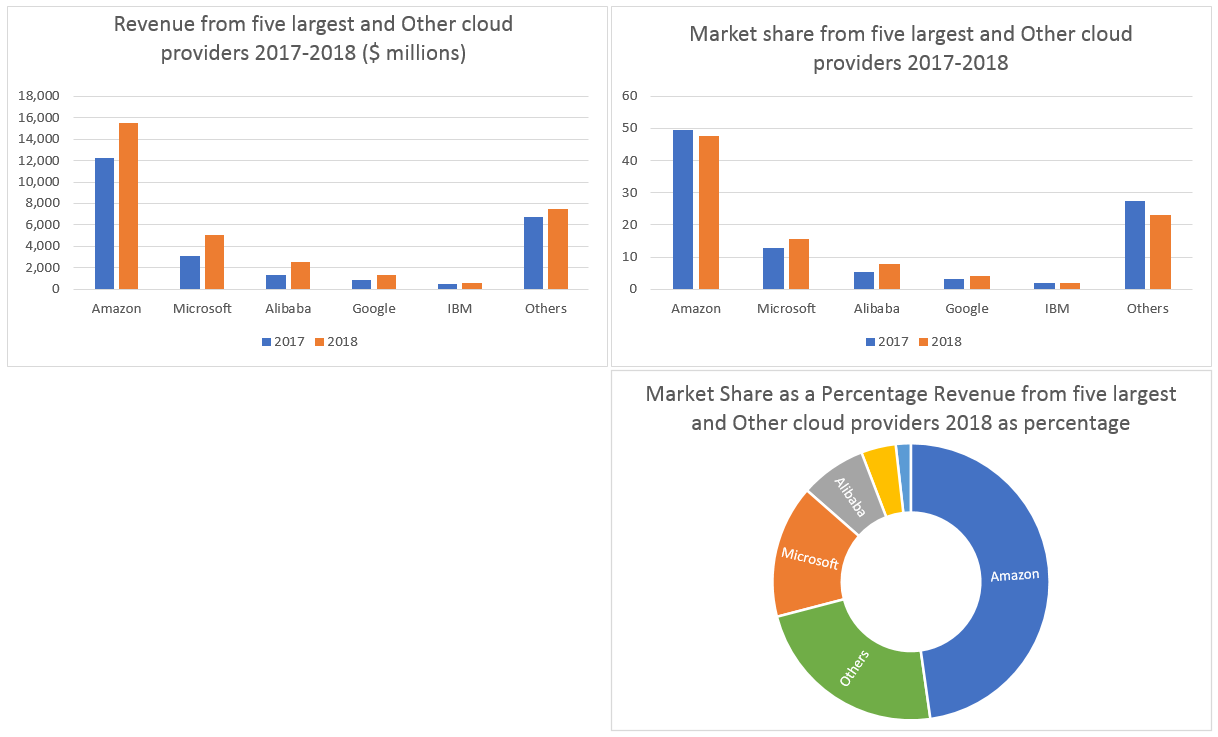 Revenue from five largest and Other cloud
providers 2017-2018 ($ millions)
18,000
16,000
14,000
12,000
10,000
8,000
6,000
4,000
2,000
0
Amazon Microsoft Alibaba Google IBM Others
2017 2018
Market share from five largest and Other cloud
providers 2017-2018
60
50
40
30
20
10
0
Amazon Microsoft Alibaba Google IBM Others
2017 2018
Market Share as a Percentage Revenue from five largest
and Other cloud providers 2018 as percentage
Alibaba
Microsoft
Amazon
Others